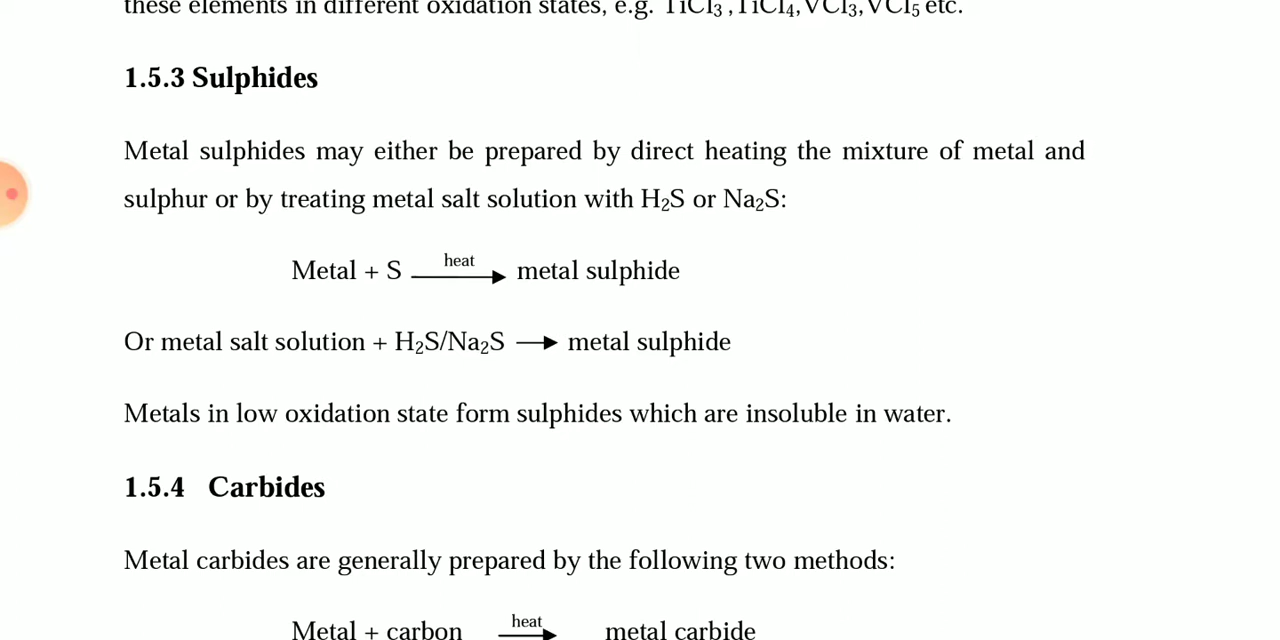 these elements in different oxidation states, e.g. TiCl₃ ,TiCl₄,VCl₃,VCl₅ etc.
1.5.3 Sulphides
Metal sulphides may either be prepared by direct heating the mixture of metal and
sulphur or by treating metal salt solution with H₂S or Na₂S:
heat
Metal + S ⟶ metal sulphide
Or metal salt solution + H₂S/Na₂S ⟶ metal sulphide
Metals in low oxidation state form sulphides which are insoluble in water.
1.5.4 Carbides
Metal carbides are generally prepared by the following two methods:
heat
Metal + carbon ⟶ metal carbide